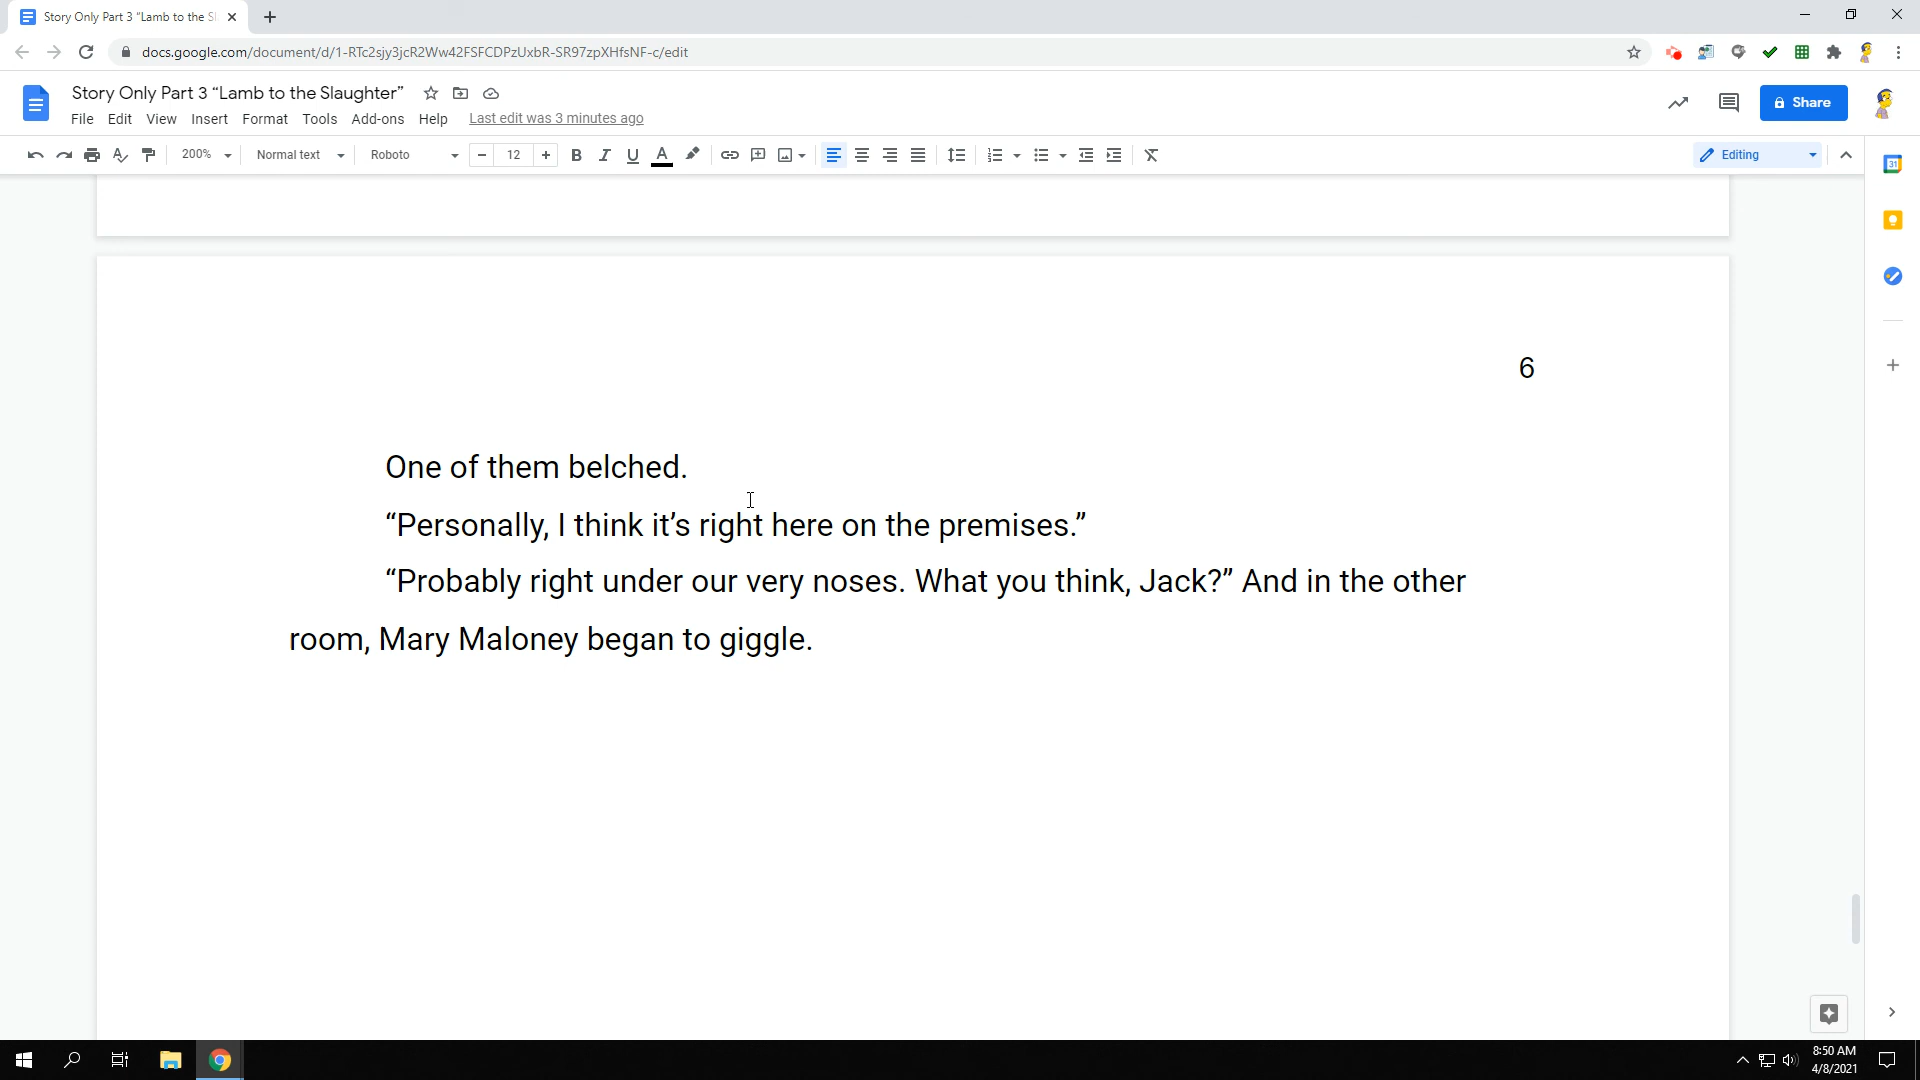 Story Only Part 3 “Lamb to the Sl
docs.google.com/document/d/1-RTc2sjy3jcR2Ww42FSFCDPzUxbR-SR97zpXHfsNF-c/edit
Story Only Part 3 “Lamb to the Slaughter”
File Edit View Insert Format Tools Add-ons Help Last edit was 3 minutes ago
Share
200% Normal text Roboto 12 Editing
31
6
One of them belched.
“Personally, I think it’s right here on the premises.”
“Probably right under our very noses. What you think, Jack?” And in the other
room, Mary Maloney began to giggle.
8:50 AM
4/8/2021